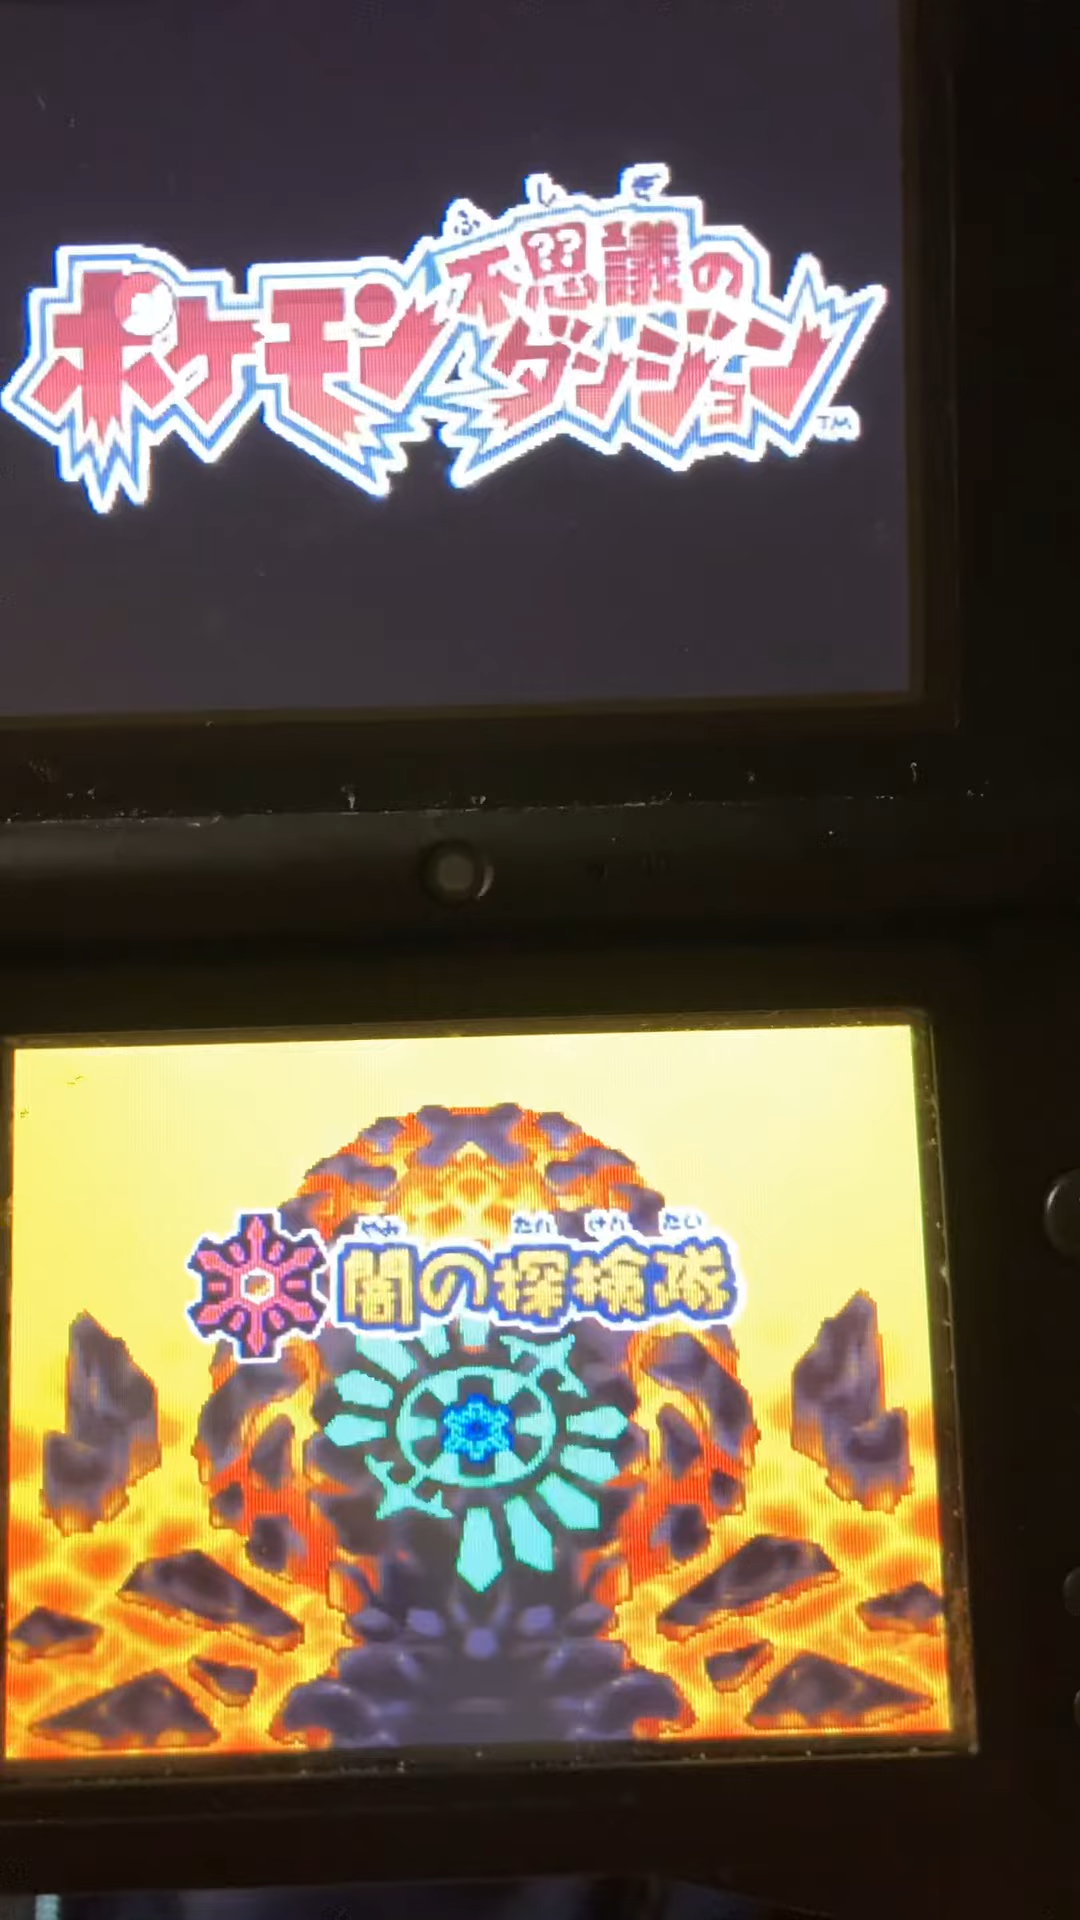 ふしぎ
ポケモン不思議の
ダンジョン
TM
やみ たんけんたい
闇の探検隊